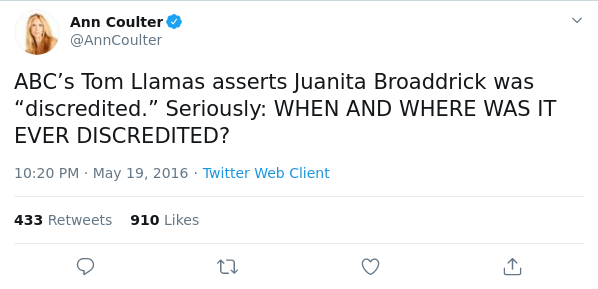 Ann Coulter
@AnnCoulter
ABC’s Tom Llamas asserts Juanita Broaddrick was
“discredited.” Seriously: WHEN AND WHERE WAS IT
EVER DISCREDITED?
10:20 PM · May 19, 2016 · Twitter Web Client
433 Retweets 910 Likes